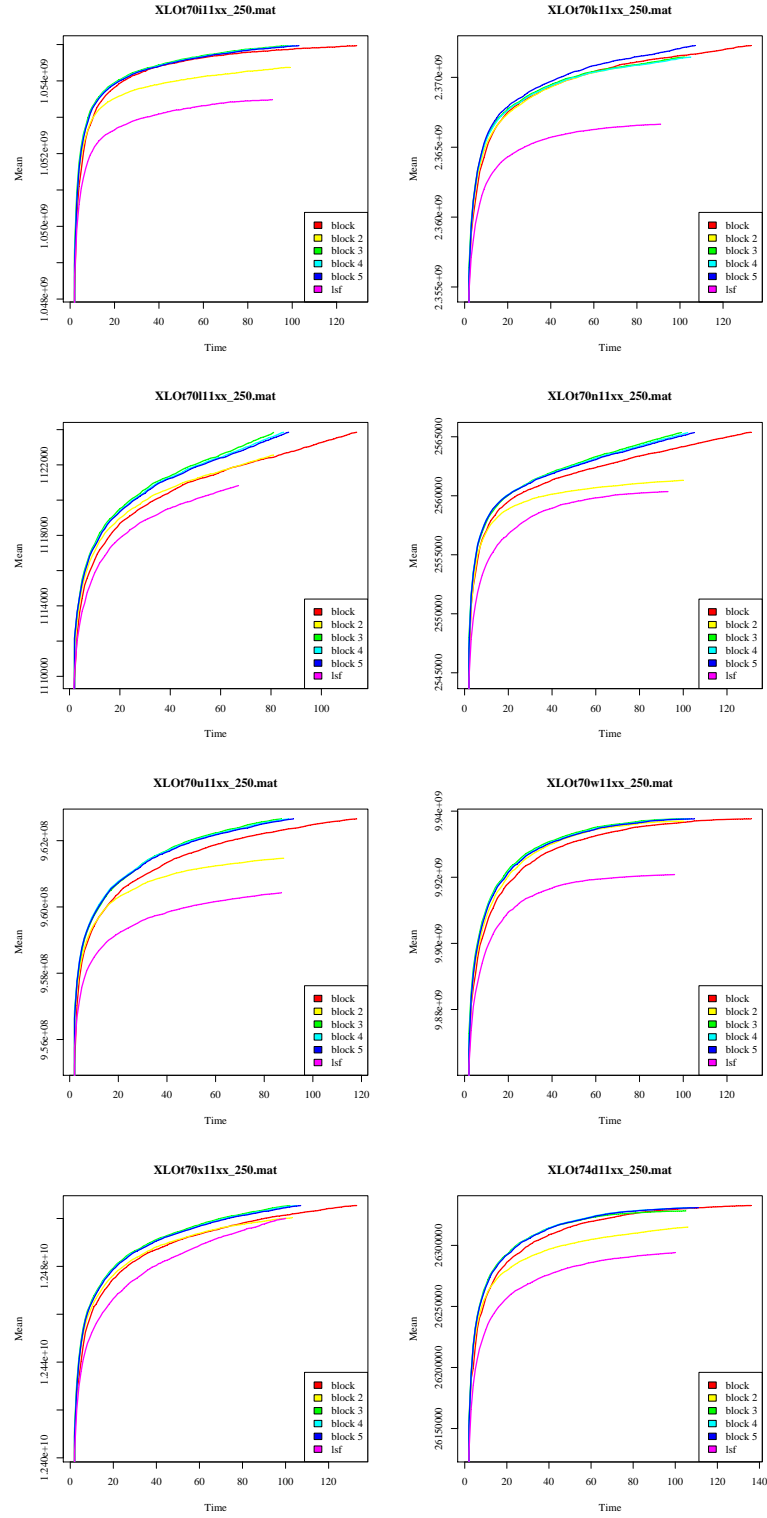 XLOt70i11xx_250.mat
Mean
1.054e+09
1.052e+09
1.050e+09
1.048e+09
block
block 2
block 3
block 4
block 5
lsf
0 20 40 60 80 100 120
Time
XLOt70k11xx_250.mat
Mean
2.370e+09
2.365e+09
2.360e+09
2.355e+09
block
block 2
block 3
block 4
block 5
lsf
0 20 40 60 80 100 120
Time
XLOt70l11xx_250.mat
Mean
1122000
1118000
1114000
1110000
block
block 2
block 3
block 4
block 5
lsf
0 20 40 60 80 100
Time
XLOt70n11xx_250.mat
Mean
2565000
2560000
2555000
2550000
2545000
block
block 2
block 3
block 4
block 5
lsf
0 20 40 60 80 100 120
Time
XLOt70u11xx_250.mat
Mean
9.62e+08
9.60e+08
9.58e+08
9.56e+08
block
block 2
block 3
block 4
block 5
lsf
0 20 40 60 80 100 120
Time
XLOt70w11xx_250.mat
Mean
9.94e+09
9.92e+09
9.90e+09
9.88e+09
block
block 2
block 3
block 4
block 5
lsf
0 20 40 60 80 100 120
Time
XLOt70x11xx_250.mat
Mean
1.248e+10
1.244e+10
1.240e+10
block
block 2
block 3
block 4
block 5
lsf
0 20 40 60 80 100 120
Time
XLOt74d11xx_250.mat
Mean
26300000
26250000
26200000
26150000
block
block 2
block 3
block 4
block 5
lsf
0 20 40 60 80 100 120 140
Time